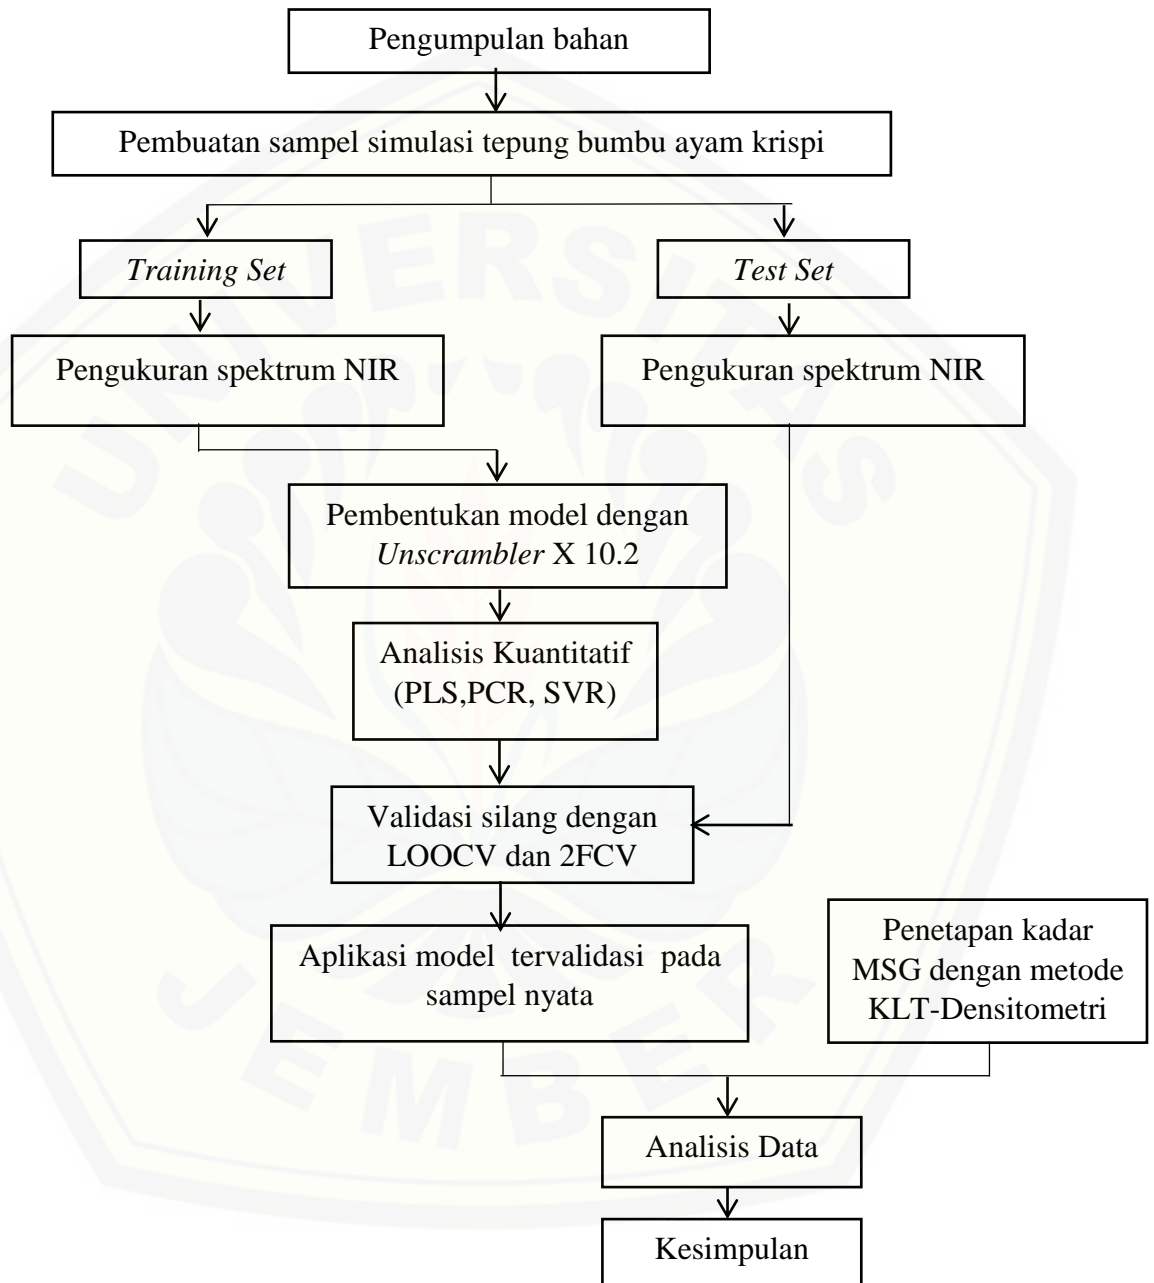 Pengumpulan bahan
Pembuatan sampel simulasi tepung bumbu ayam krispi
Training Set
Test Set
Pengukuran spektrum NIR
Pengukuran spektrum NIR
Pembentukan model dengan
Unscrambler X 10.2
Analisis Kuantitatif
(PLS,PCR, SVR)
Validasi silang dengan
LOOCV dan 2FCV
Aplikasi model tervalidasi pada
sampel nyata
Penetapan kadar
MSG dengan metode
KLT-Densitometri
Analisis Data
Kesimpulan
UNIVERSITAS
JEMBER